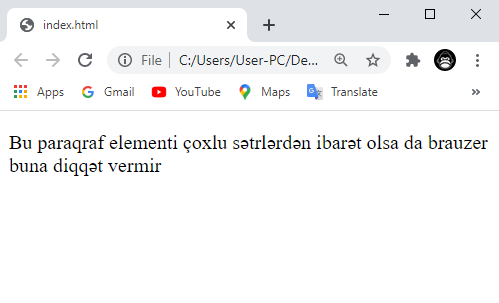 index.html
File C:/Users/User-PC/De...
Apps Gmail YouTube Maps Translate
Bu paraqraf elementi çoxlu sətrlərdən ibarət olsa da brauzer
buna diqqət vermir